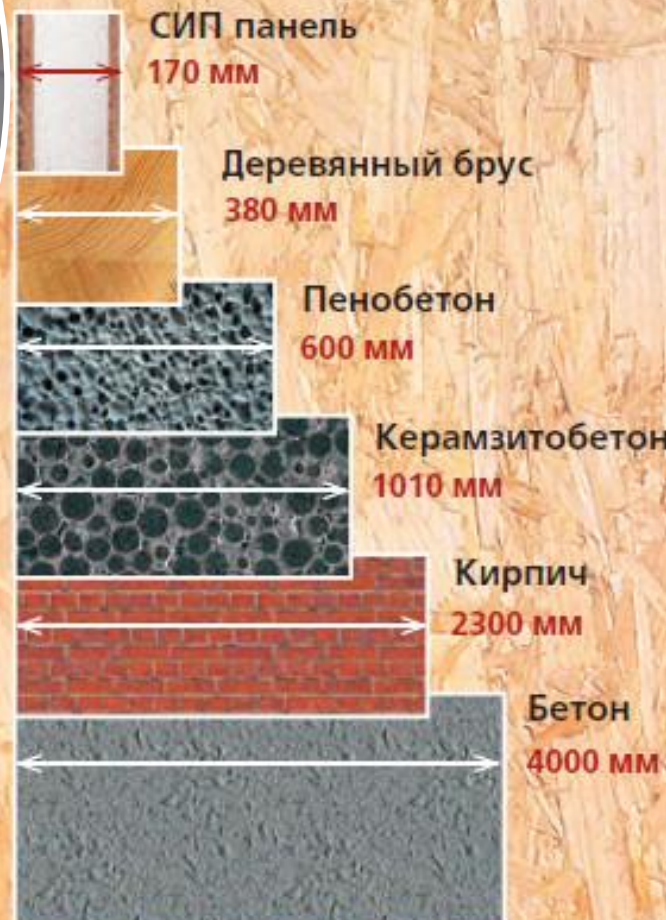 СИП панель
170 мм
Деревянный брус
380 мм
Пенобетон
600 мм
Керамзитобетон
1010 мм
Кирпич
2300 мм
Бетон
4000 мм